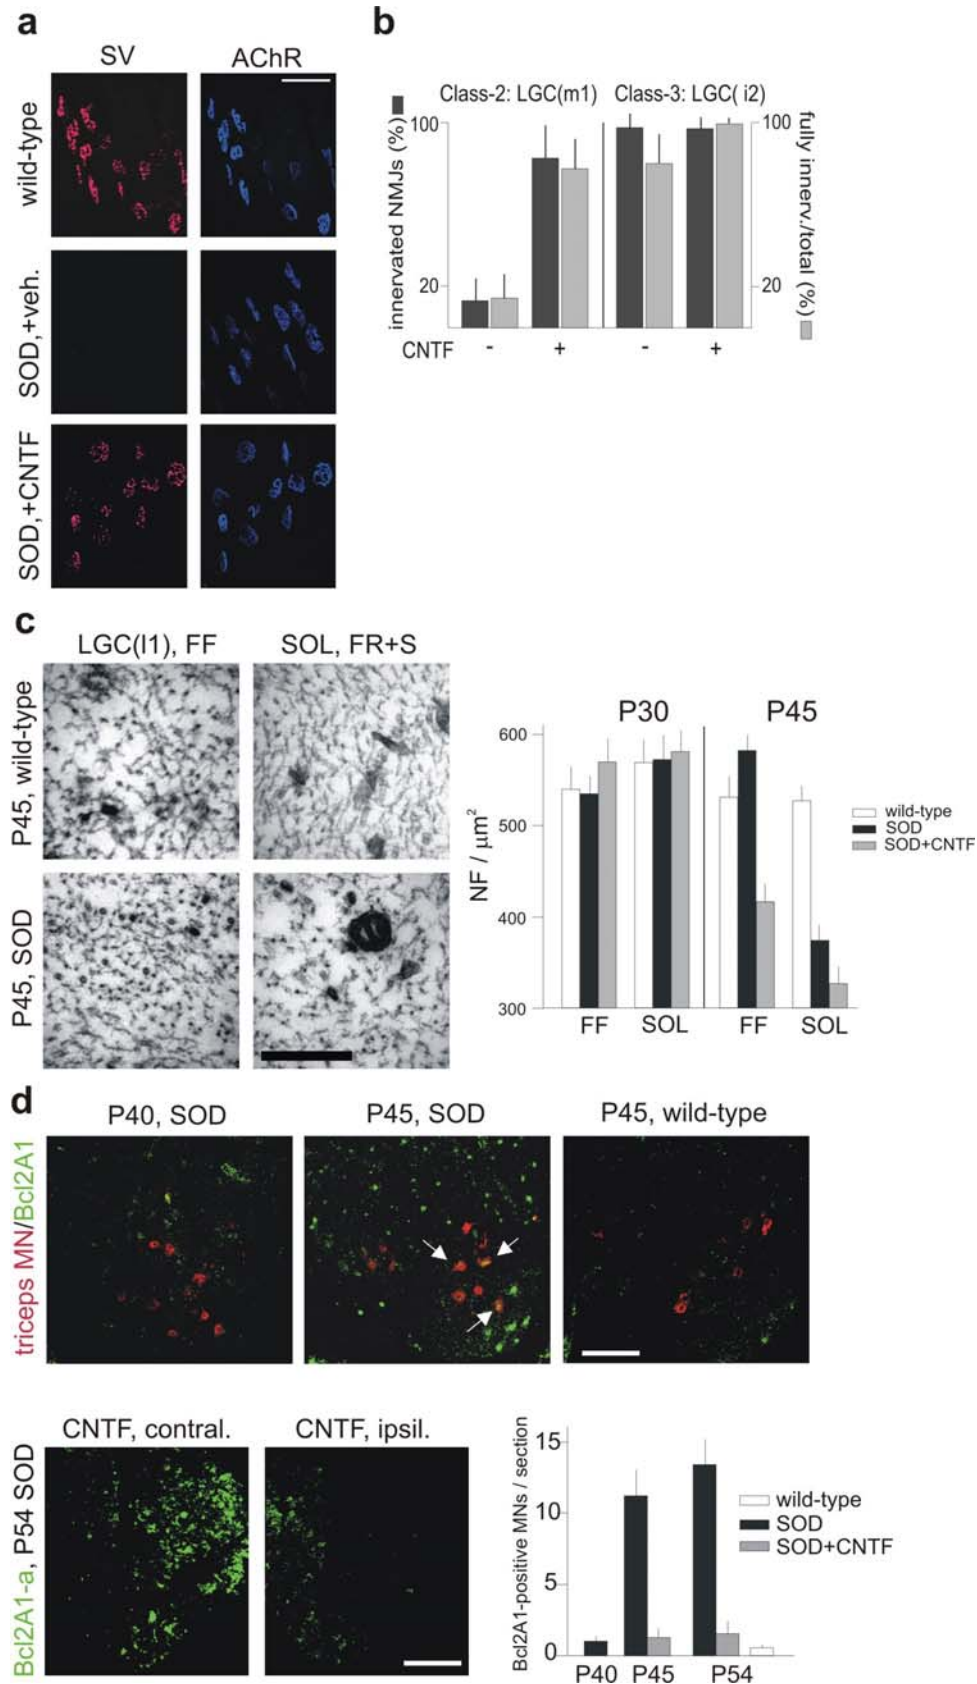 a
SV
AChR
wild-type
SOD,+veh.
SOD,+CNTF
b
Class-2: LGC(m1)
Class-3: LGC( i2)
innervated NMJs (%)
100
20
100
20
fully innerv./total (%)
CNTF
-
+
-
+
c
LGC(l1), FF
SOL, FR+S
P45, wild-type
P45, SOD
P30
P45
NF / μm2
600
500
400
300
FF
SOL
FF
SOL
wild-type
SOD
SOD+CNTF
d
P40, SOD
P45, SOD
P45, wild-type
triceps MN/Bcl2A1
CNTF, contral.
CNTF, ipsil.
Bcl2A1-a, P54 SOD
Bcl2A1-positive MNs / section
15
10
5
0
P40
P45
P54
wild-type
SOD
SOD+CNTF